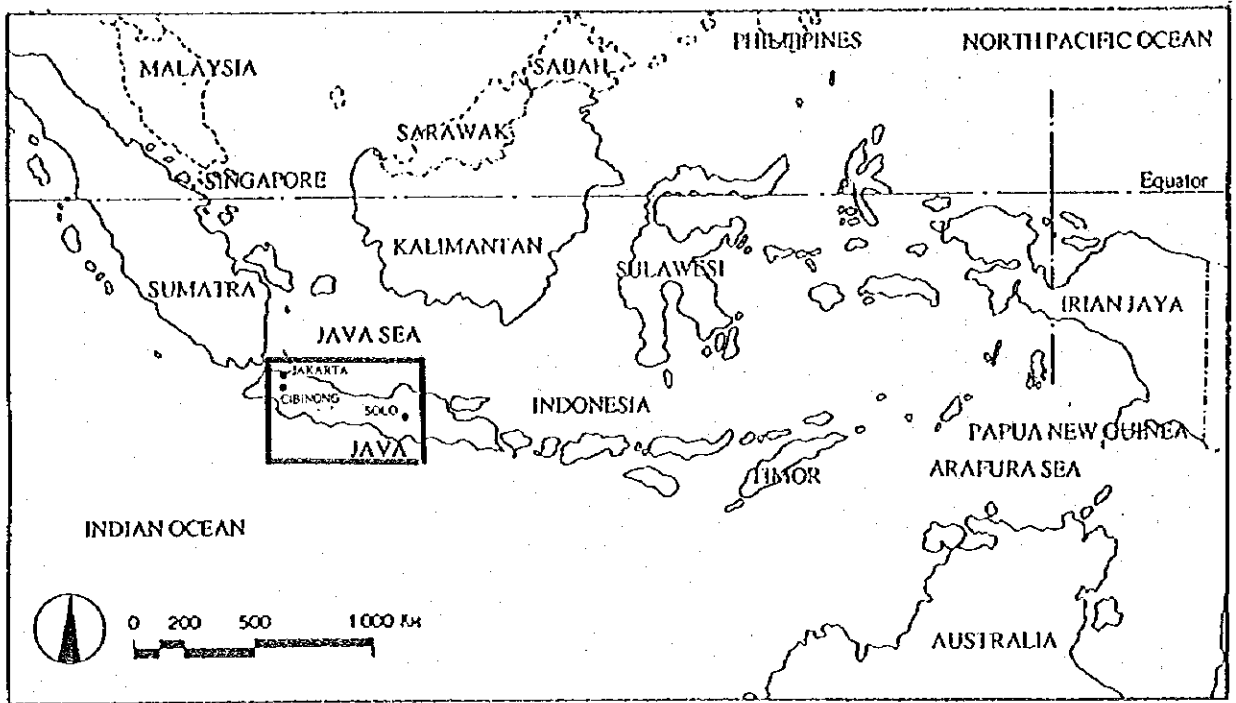 PHILIPPINES
NORTH PACIFIC OCEAN
MALAYSIA
SABAH
SARAWAK
SINGAPORE
Equator
KALIMANTAN
SULAWESI
SUMATRA
IRIAN JAYA
JAVA SEA
JAKARTA
CIBINONG
SOLO
INDONESIA
JAVA
PAPUA NEW GUINEA
TIMOR
ARAFURA SEA
INDIAN OCEAN
0 200 500 1000 KM
AUSTRALIA